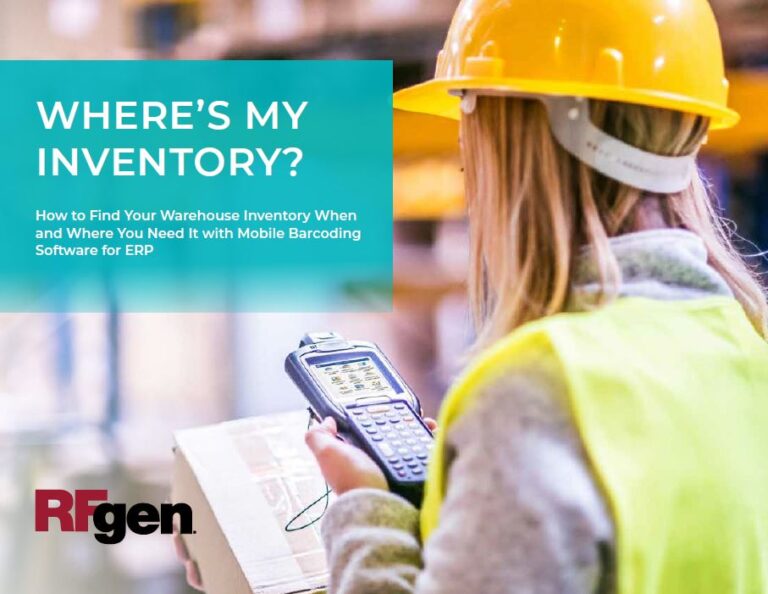 WHERE’S MY
INVENTORY?
How to Find Your Warehouse Inventory When
and Where You Need It with Mobile Barcoding
Software for ERP
RFgen.